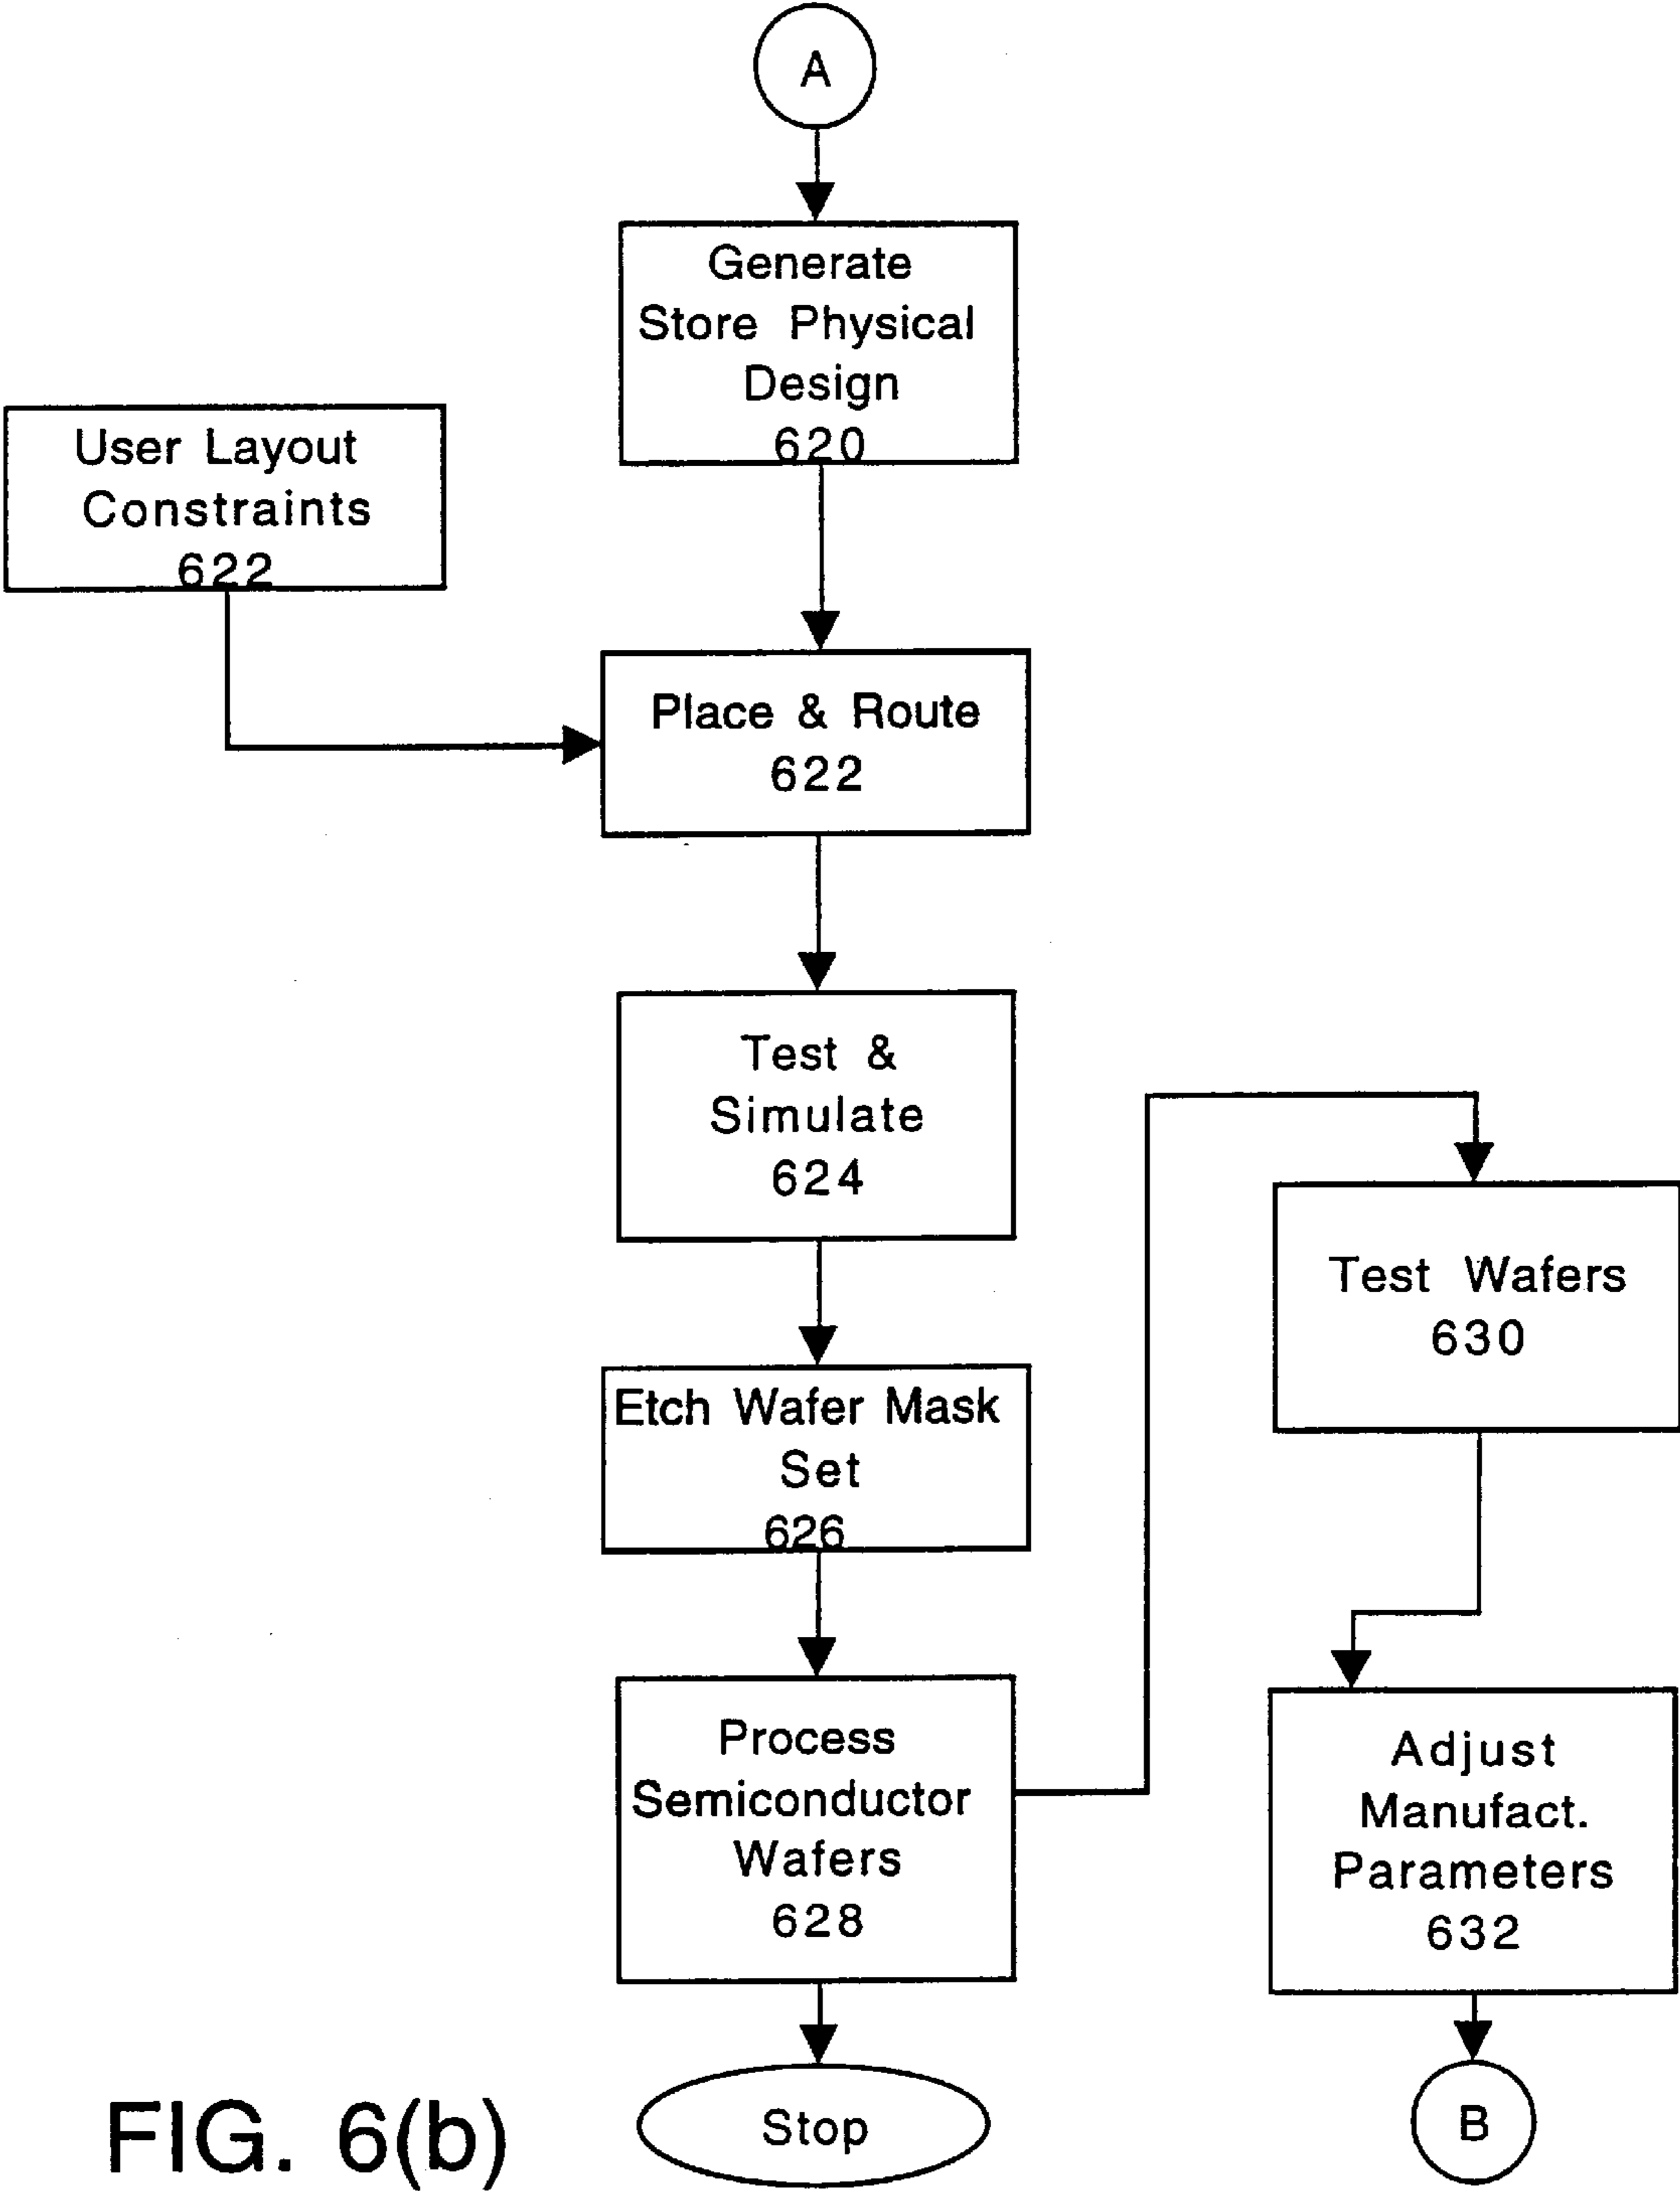 A
Generate
Store Physical
Design
620
User Layout
Constraints
622
Place & Route
622
Test &
Simulate
624
Etch Wafer Mask
Set
626
Process
Semiconductor
Wafers
628
Stop
Test Wafers
630
Adjust
Manufact.
Parameters
632
B
FIG. 6(b)